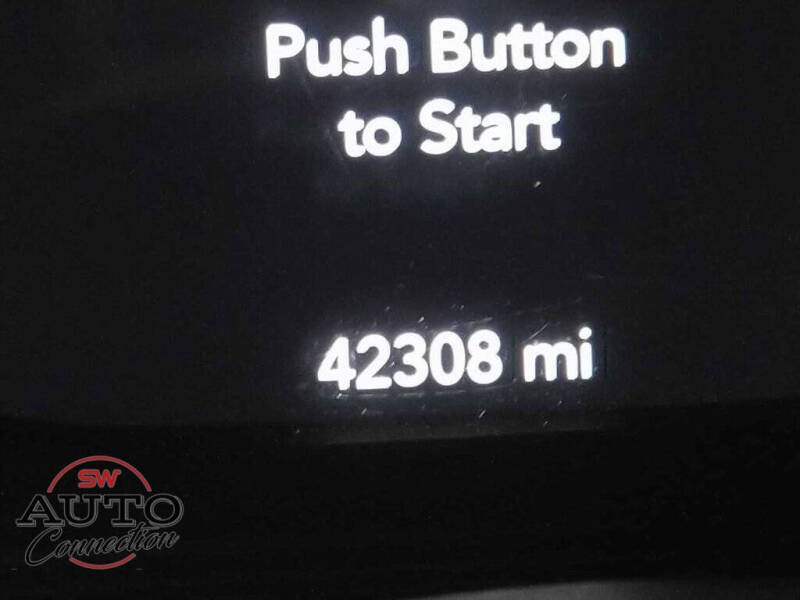 Push Button
to Start
42308 mi
SW
AUTO
Connection